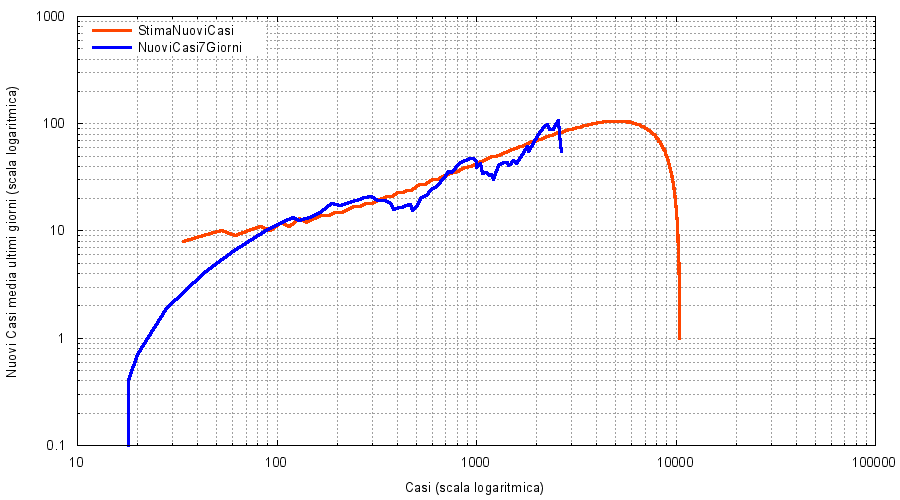 1000
100
10
1
0.1
StimaNuoviCasi
NuoviCasi7Giorni
Nuovi Casi media ultimi giorni (scala logaritmica)
10 100 1000 10000 100000
Casi (scala logaritmica)